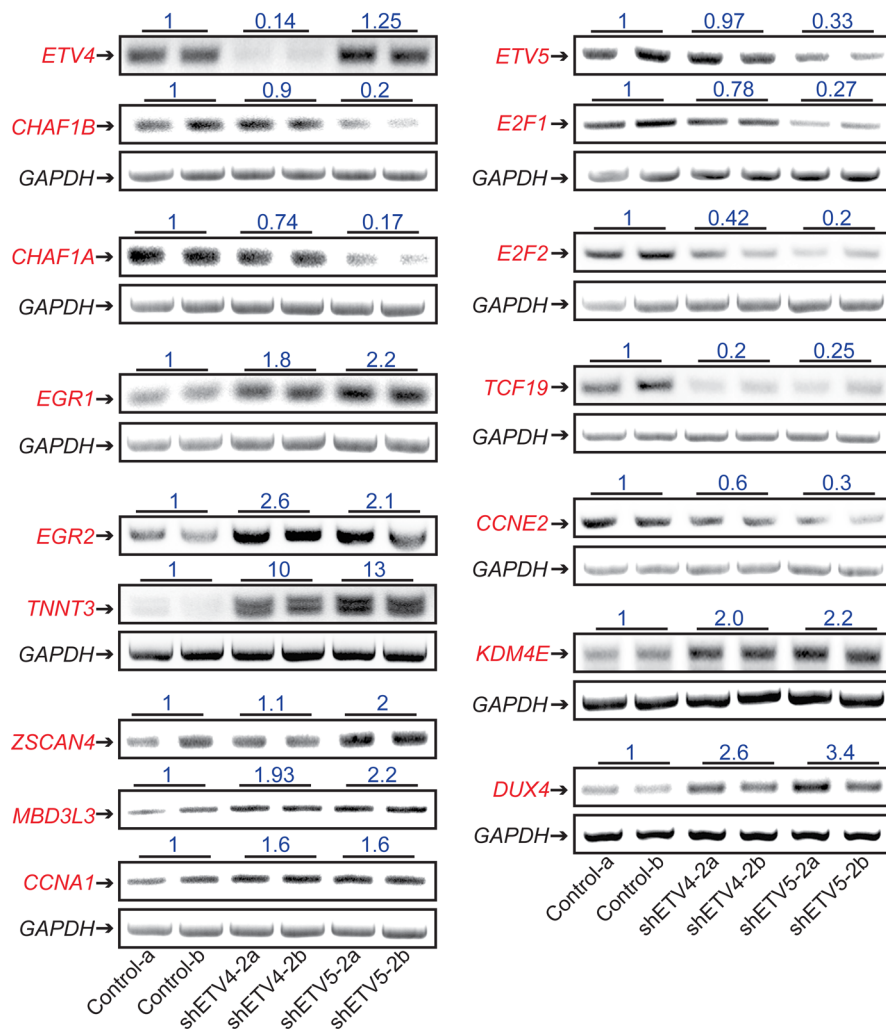 1 0.14 1.25
ETV4→
1 0.9 0.2
CHAF1B→
GAPDH→
1 0.74 0.17
CHAF1A→
GAPDH→
1 1.8 2.2
EGR1→
GAPDH→
1 2.6 2.1
EGR2→
1 10 13
TNNT3→
GAPDH→
1 1.1 2
ZSCAN4→
1 1.93 2.2
MBD3L3→
1 1.6 1.6
CCNA1→
GAPDH→
Control-a Control-b shETV4-2a shETV4-2b shETV5-2a shETV5-2b
1 0.97 0.33
ETV5→
1 0.78 0.27
E2F1→
GAPDH→
1 0.42 0.2
E2F2→
GAPDH→
1 0.2 0.25
TCF19→
GAPDH→
1 0.6 0.3
CCNE2→
GAPDH→
1 2.0 2.2
KDM4E→
GAPDH→
1 2.6 3.4
DUX4→
GAPDH→
Control-a Control-b shETV4-2a shETV4-2b shETV5-2a shETV5-2b